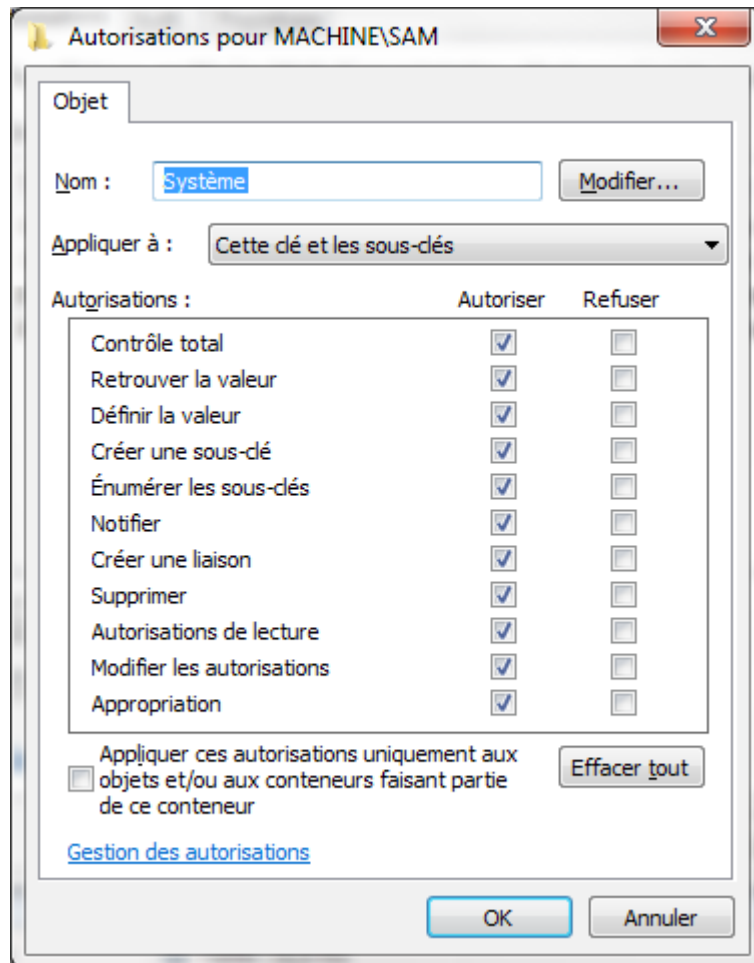 Autorisations pour MACHINE\SAM
Objet
Nom : Système Modifier...
Appliquer à : Cette clé et les sous-clés
Autorisations : Autoriser Refuser
Contrôle total
Retrouver la valeur
Définir la valeur
Créer une sous-clé
Énumérer les sous-clés
Notifier
Créer une liaison
Supprimer
Autorisations de lecture
Modifier les autorisations
Appropriation
Appliquer ces autorisations uniquement aux
objets et/ou aux conteneurs faisant partie
de ce conteneur
Effacer tout
Gestion des autorisations
OK Annuler